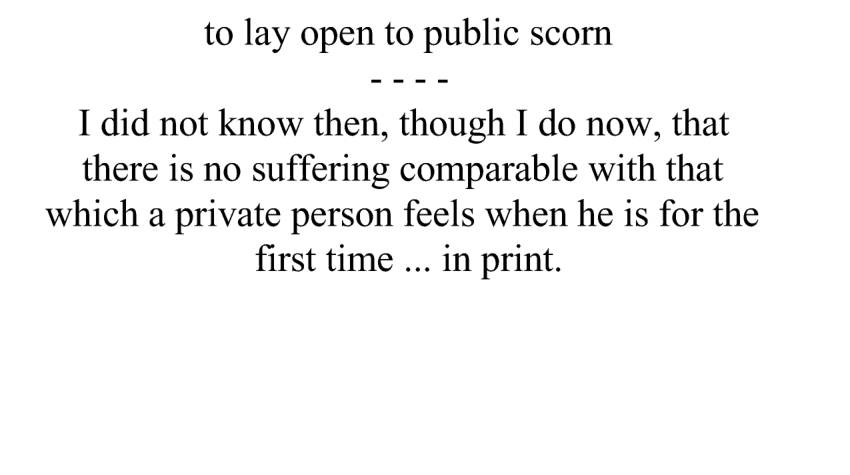 to lay open to public scorn
- - - -
I did not know then, though I do now, that
there is no suffering comparable with that
which a private person feels when he is for the
first time ... in print.